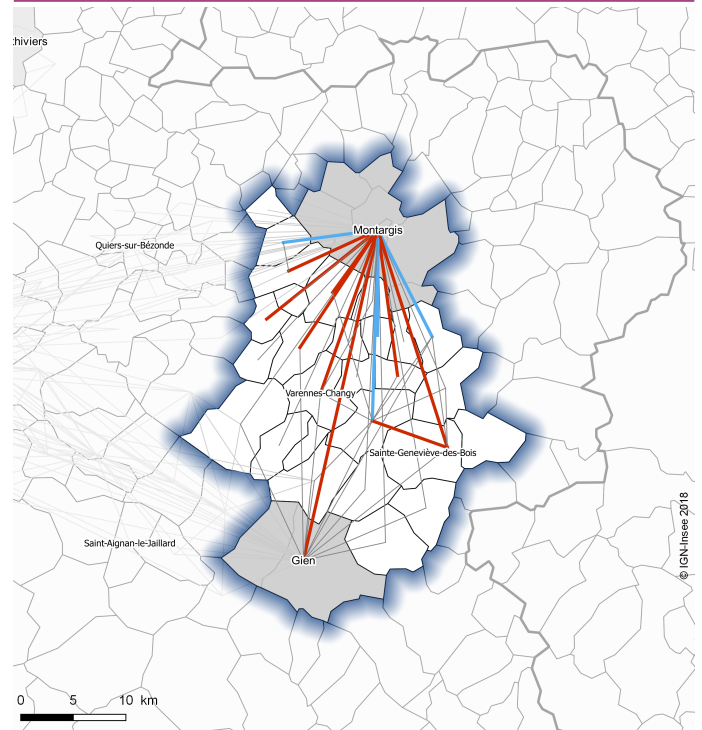 hiviers
Montargis
Quiers-sur-Bézonde
Varennes-Changy
Sainte-Geneviève-des-Bois
Saint-Aignan-le-Jaillard
Gien
© IGN-Insee 2018
0 5 10 km